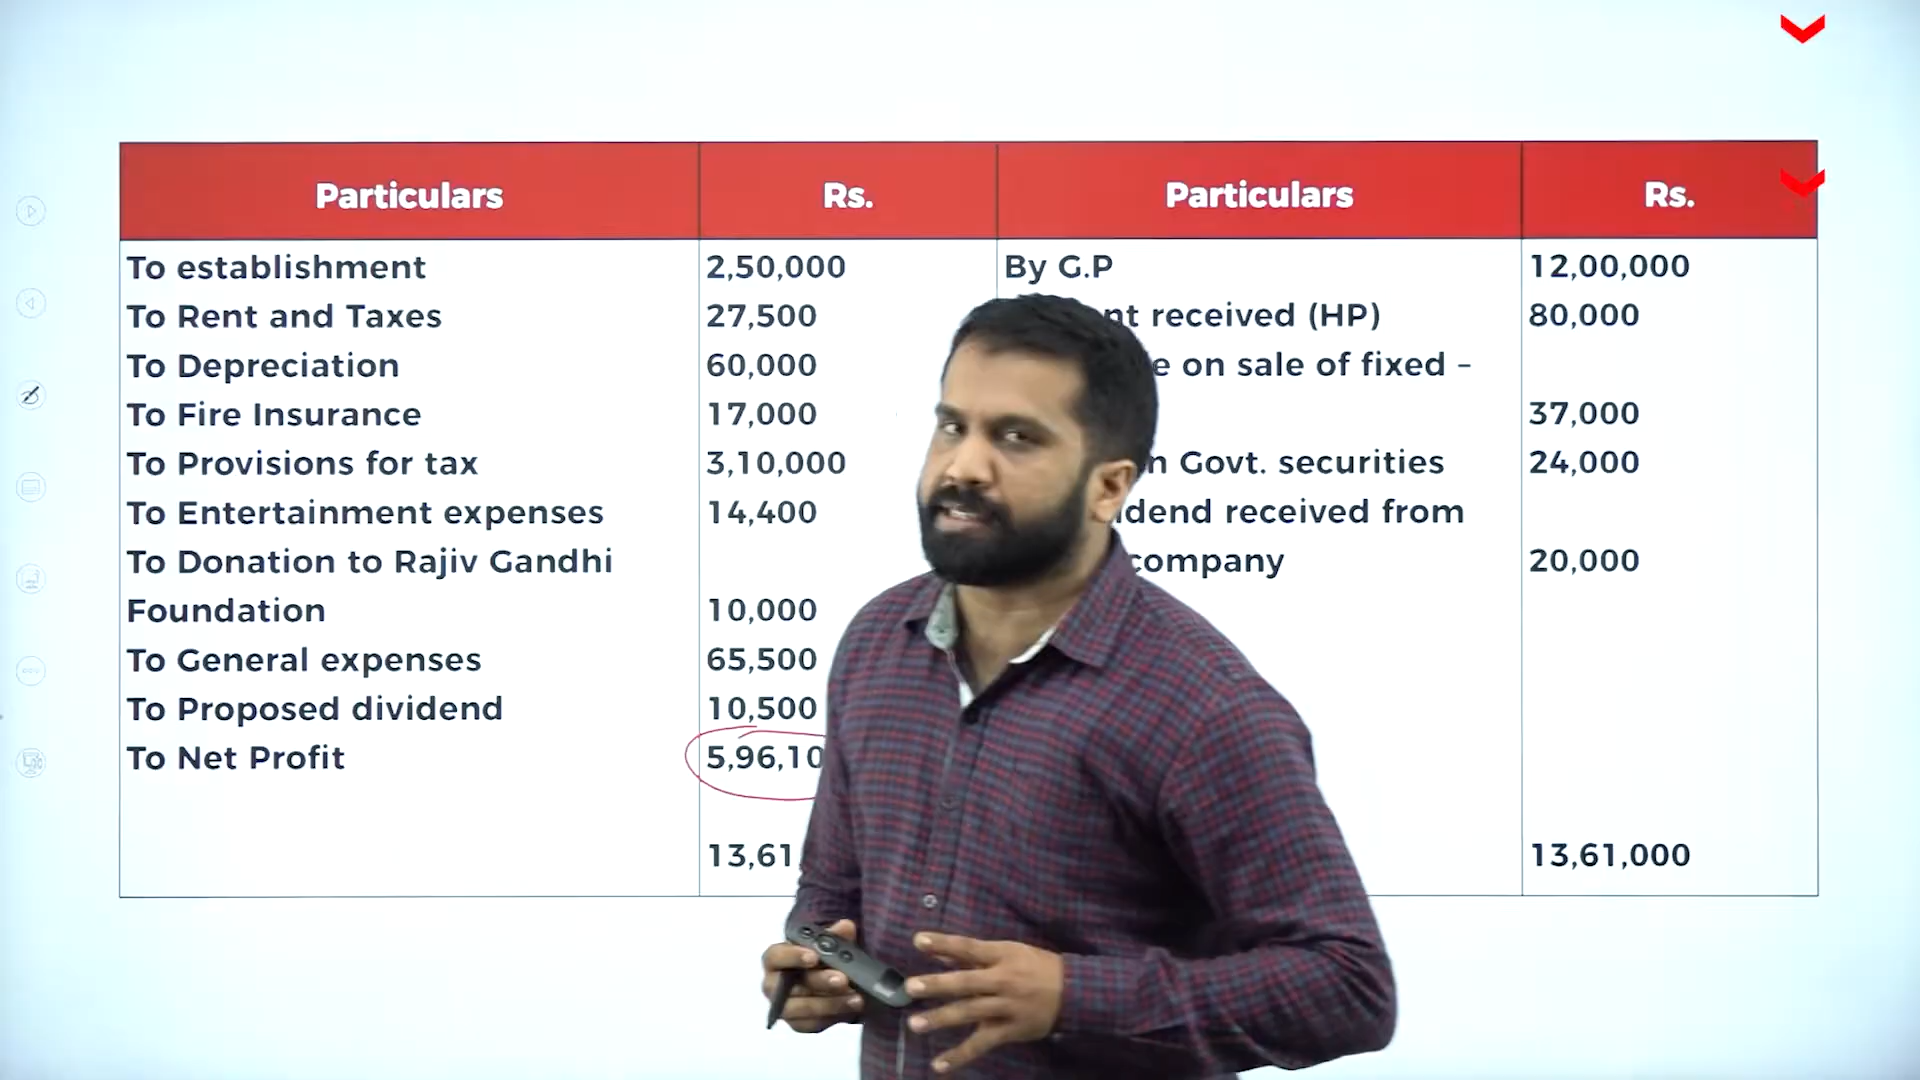 Particulars Rs. Particulars Rs.
To establishment 2,50,000 By G.P 12,00,000
To Rent and Taxes 27,500 received (HP) 80,000
To Depreciation 60,000 on sale of fixed –
To Fire Insurance 17,000 37,000
To Provisions for tax 3,10,000 Govt. securities 24,000
To Entertainment expenses 14,400 received from
To Donation to Rajiv Gandhi company 20,000
Foundation 10,000
To General expenses 65,500
To Proposed dividend 10,500
To Net Profit 5,96,10
13,61 13,61,000